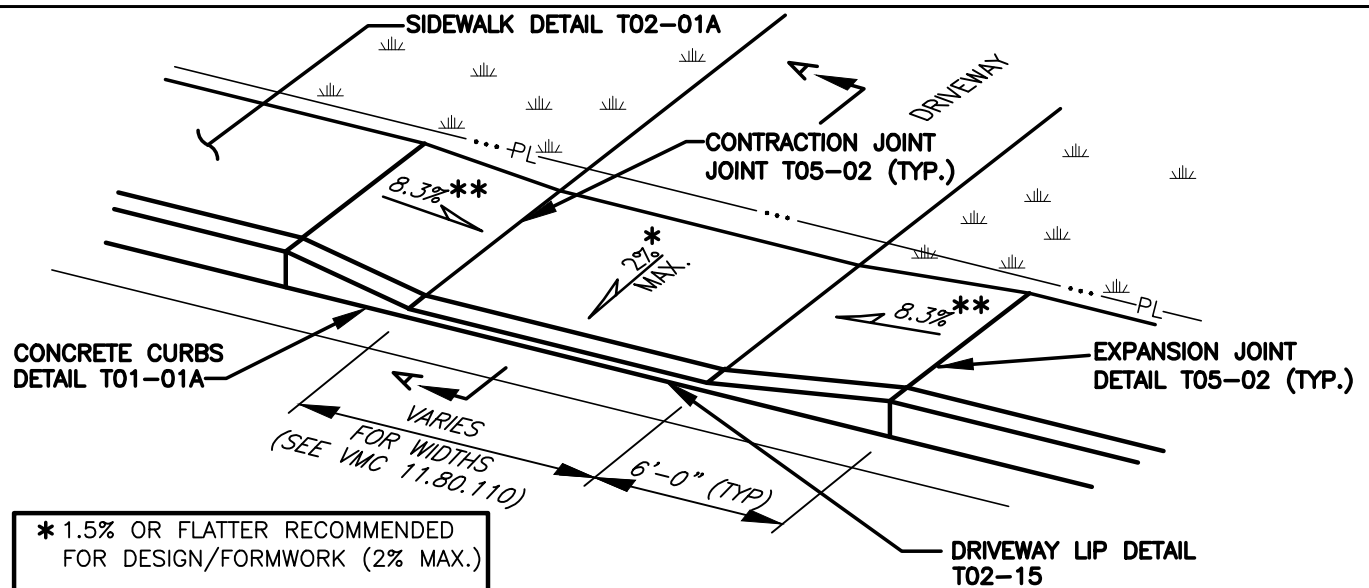 SIDEWALK DETAIL T02-01A
A
DRIVEWAY
CONTRACTION JOINT
JOINT T05-02 (TYP.)
PL
8.3%**
*
2%
MAX.
8.3%**
PL
CONCRETE CURBS
DETAIL T01-01A
EXPANSION JOINT
DETAIL T05-02 (TYP.)
A
VARIES
FOR WIDTHS
(SEE VMC 11.80.110)
6'-0" (TYP)
* 1.5% OR FLATTER RECOMMENDED
FOR DESIGN/FORMWORK (2% MAX.)
DRIVEWAY LIP DETAIL
T02-15